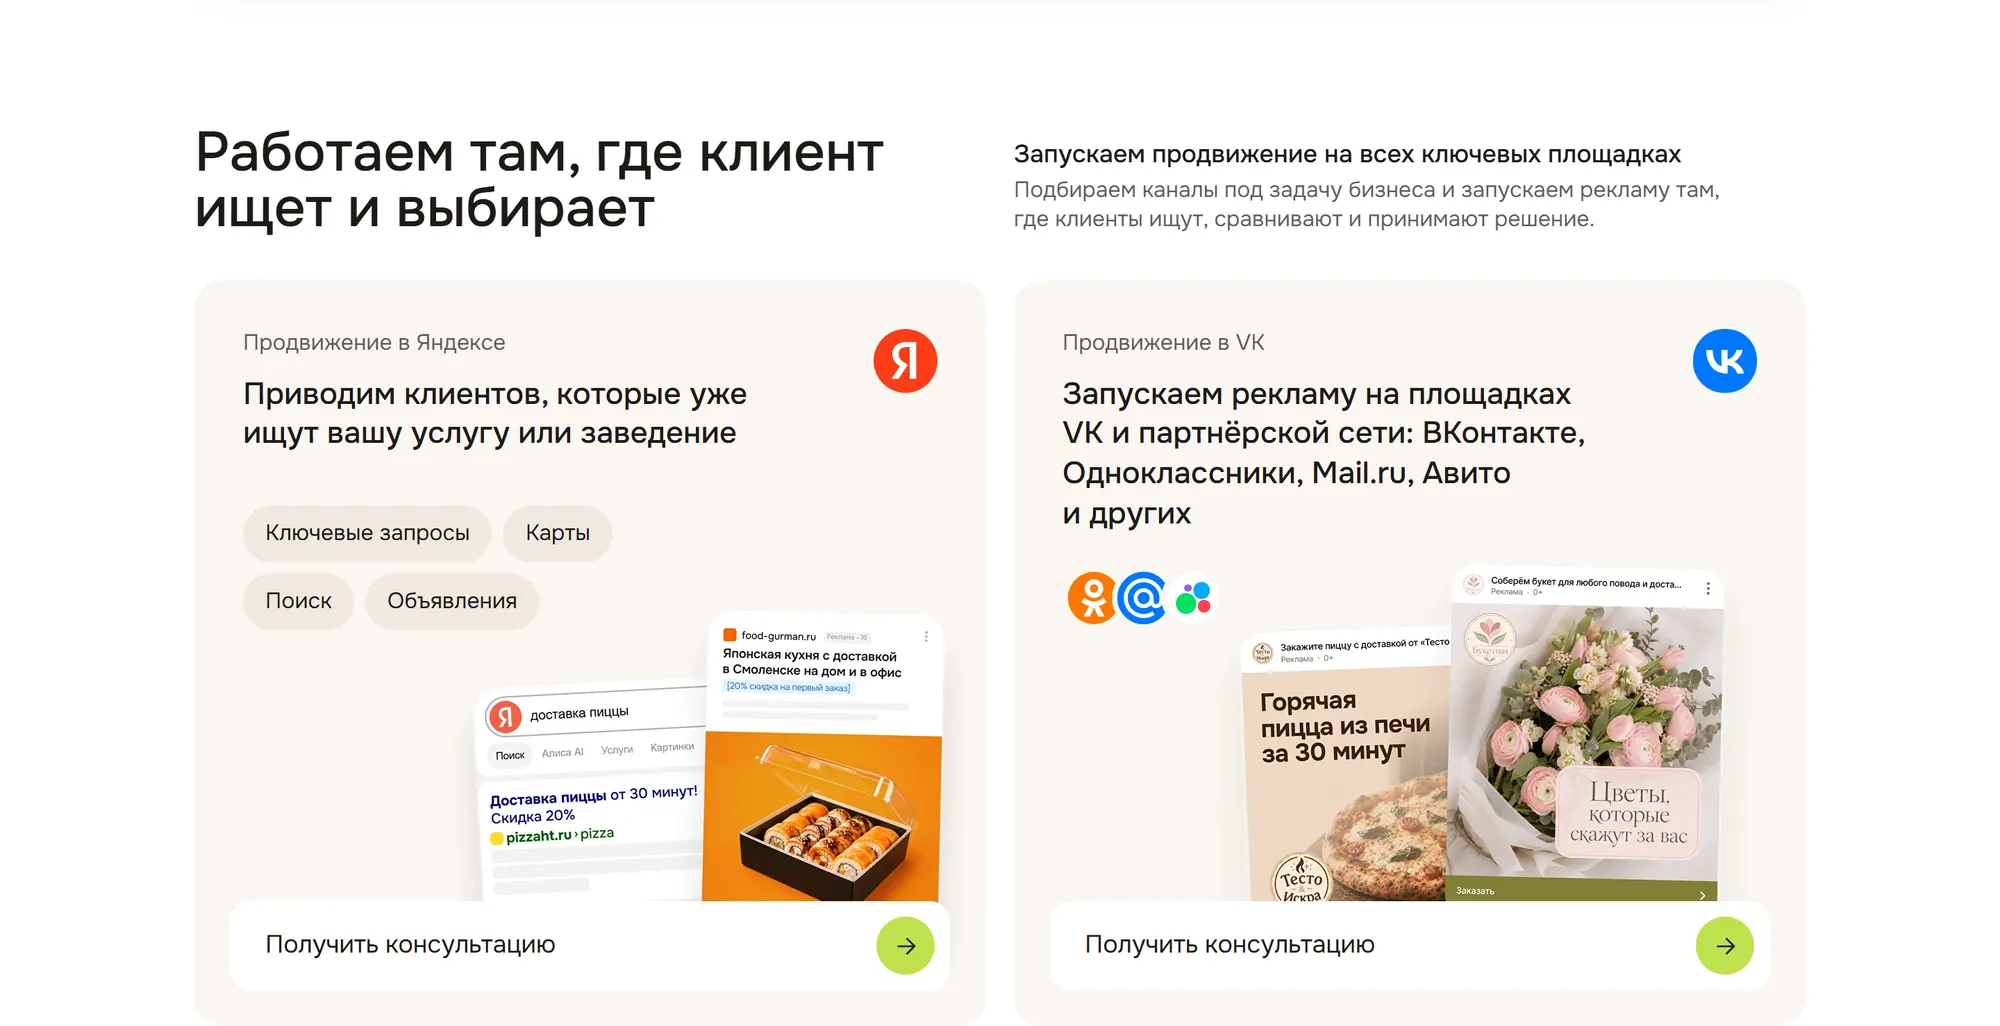 Работаем там, где клиент
ищет и выбирает
Запускаем продвижение на всех ключевых площадках
Подбираем каналы под задачу бизнеса и запускаем рекламу там,
где клиенты ищут, сравнивают и принимают решение.
Продвижение в Яндексе
Я
Приводим клиентов, которые уже
ищут вашу услугу или заведение
Ключевые запросы
Карты
Поиск
Объявления
Я доставка пиццы
Поиск Алиса AI Услуги Картинки
Доставка пиццы от 30 минут!
Скидка 20%
pizzaht.ru › pizza
food-gurman.ru Реклама • 16
Японская кухня с доставкой
в Смоленске на дом и в офис
[20% скидка на первый заказ]
Получить консультацию
Продвижение в VK
VK
Запускаем рекламу на площадках
VK и партнёрской сети: ВКонтакте,
Одноклассники, Mail.ru, Авито
и других
Закажите пиццу с доставкой от «Тесто
Реклама · 0+
Горячая
пицца из печи
за 30 минут
Тесто
&
Искра
Соберём букет для любого повода и доста...
Реклама · 0+
Букетная
Цветы,
которые
скажут за вас
Заказать
Получить консультацию